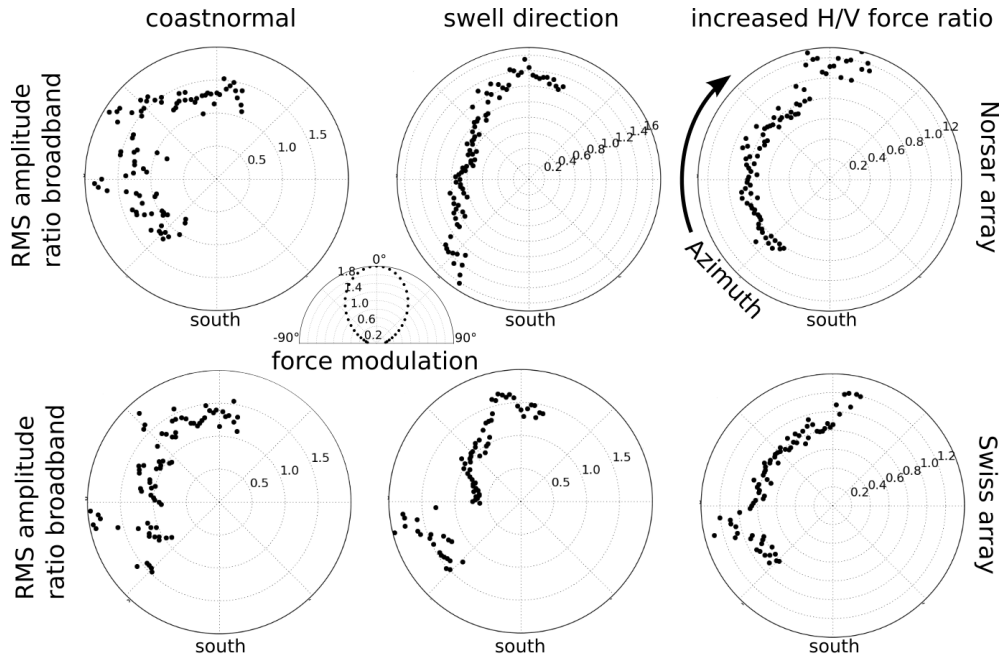 coastnormal
swell direction
increased H/V force ratio
RMS amplitude
ratio broadband
0.5
1.0
1.5
0.2
0.4
0.6
0.8
1.0
1.2
1.4
1.6
0.2
0.4
0.6
0.8
1.0
1.2
Norsar array
Azimuth
south
south
south
0°
1.8
1.4
1.0
0.6
0.2
-90°
90°
force modulation
RMS amplitude
ratio broadband
0.5
1.0
1.5
0.5
1.0
1.5
0.2
0.4
0.6
0.8
1.0
1.2
Swiss array
south
south
south